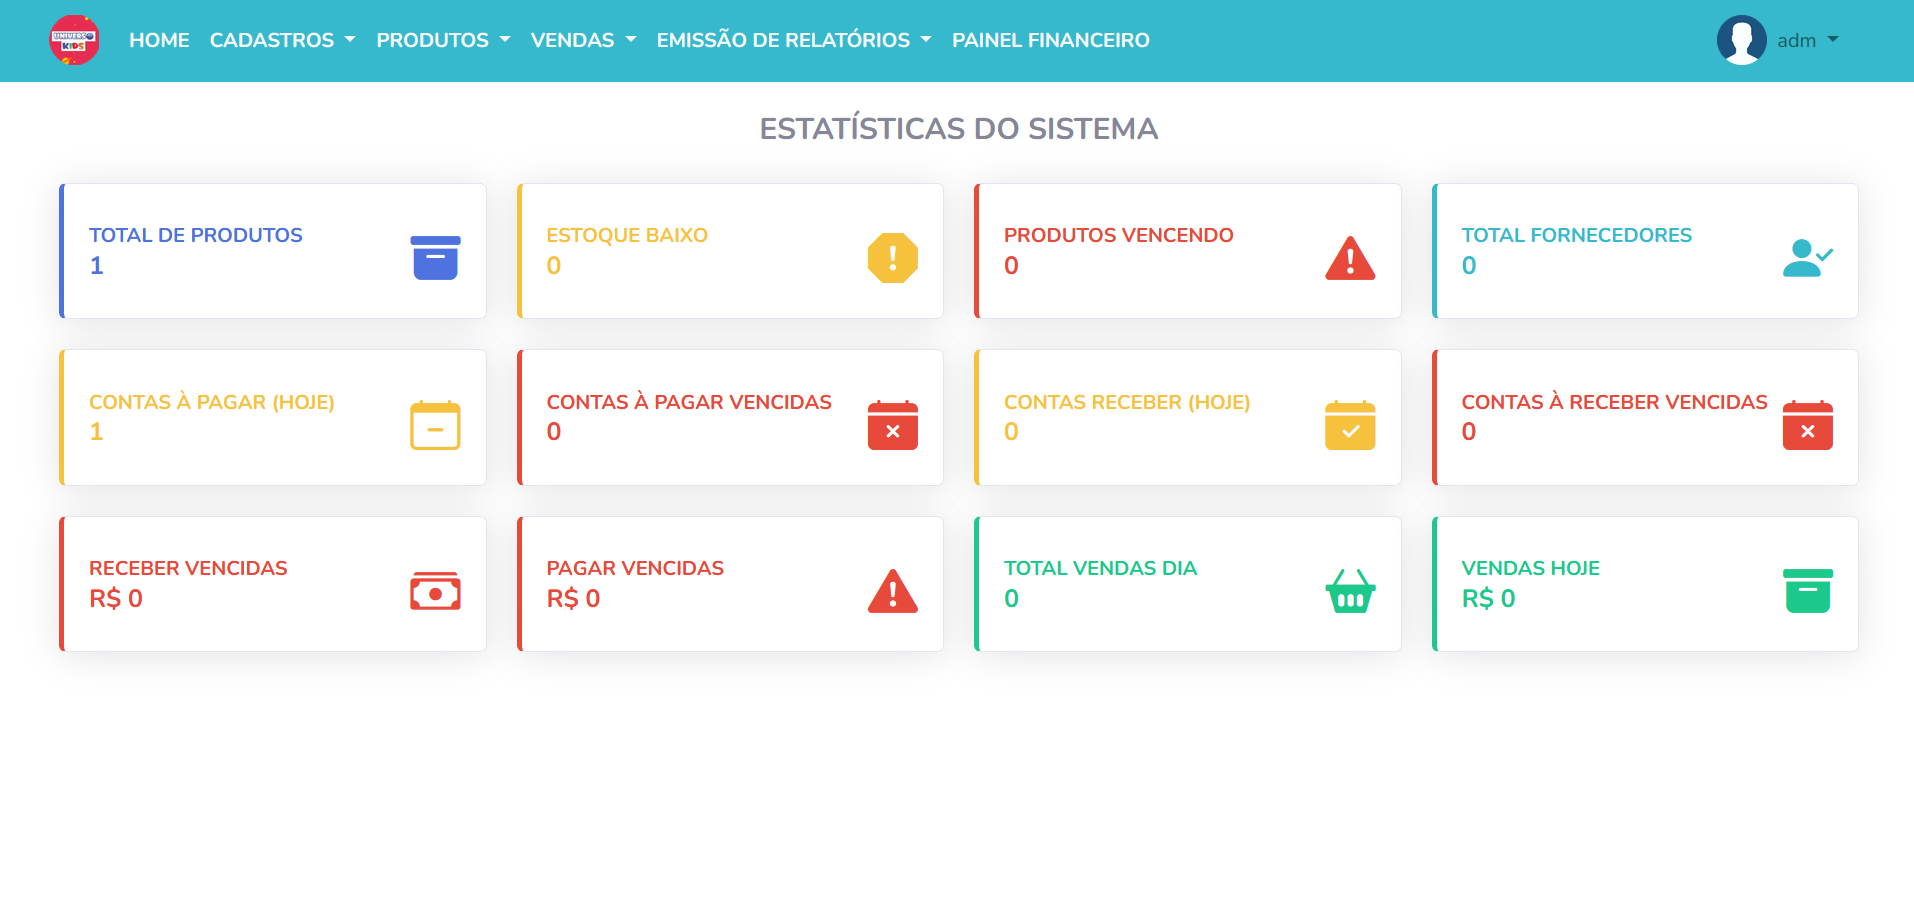 UNIVERSO
KIDS
HOME CADASTROS PRODUTOS VENDAS EMISSÃO DE RELATÓRIOS PAINEL FINANCEIRO adm
ESTATÍSTICAS DO SISTEMA
TOTAL DE PRODUTOS
1
ESTOQUE BAIXO
0
PRODUTOS VENCENDO
0
TOTAL FORNECEDORES
0
CONTAS À PAGAR (HOJE)
1
CONTAS À PAGAR VENCIDAS
0
CONTAS RECEBER (HOJE)
0
CONTAS À RECEBER VENCIDAS
0
RECEBER VENCIDAS
R$ 0
PAGAR VENCIDAS
R$ 0
TOTAL VENDAS DIA
0
VENDAS HOJE
R$ 0